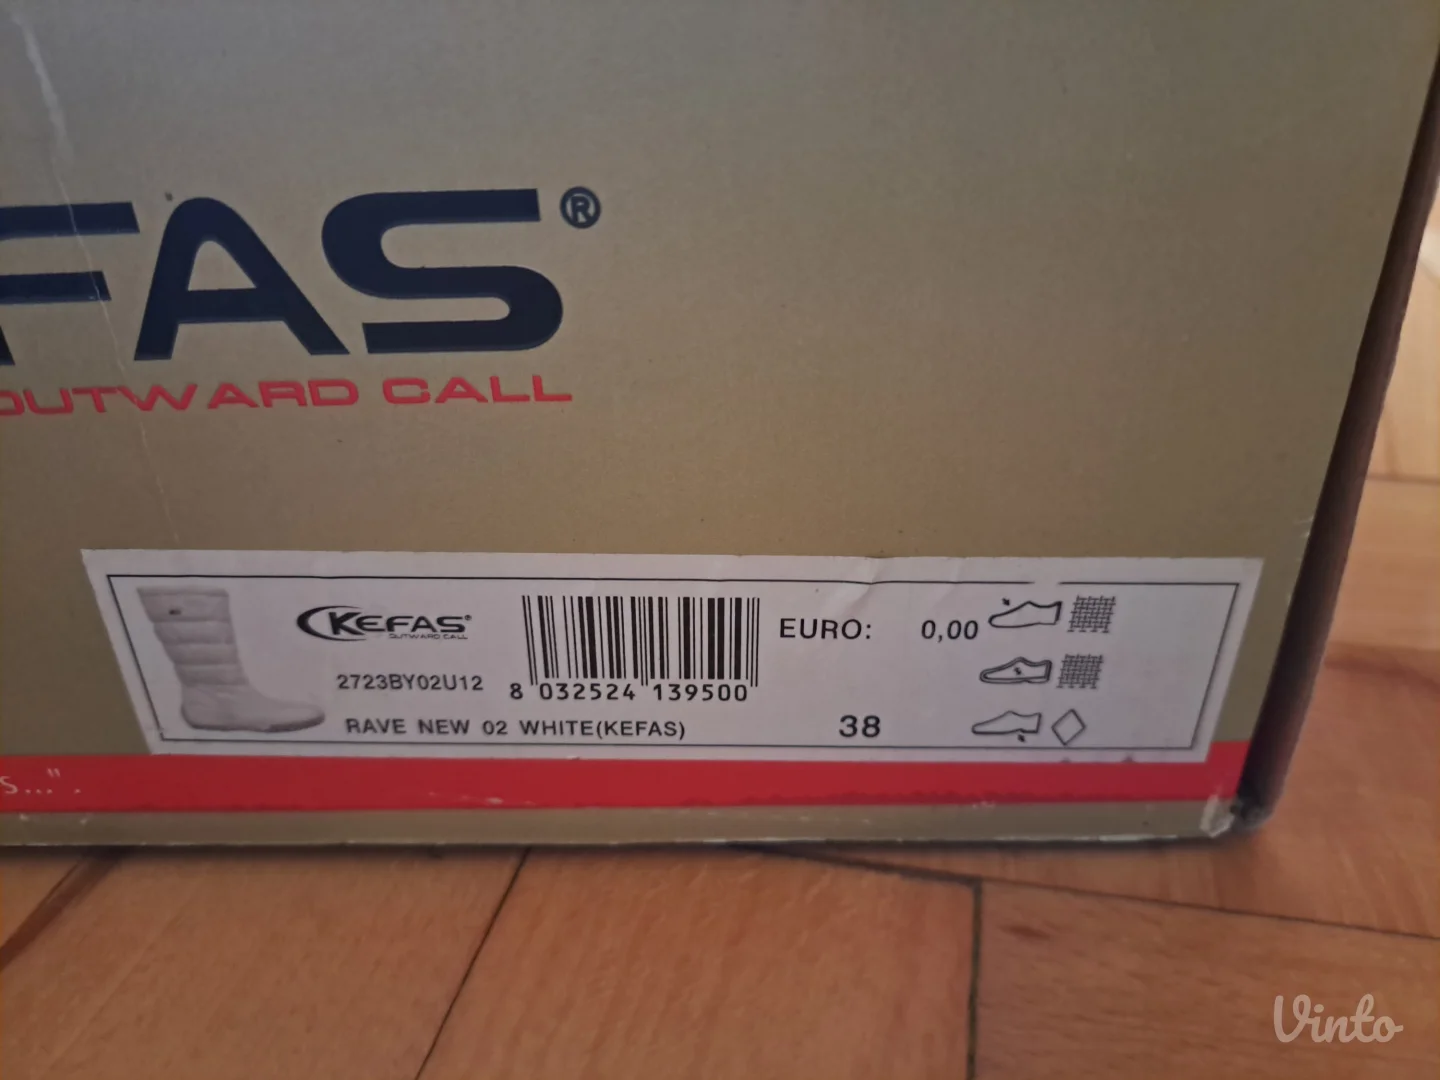 FAS®
OUTWARD CALL
KEFAS®
OUTWARD CALL
2723BY02U12
8 032524 139500
EURO: 0,00
RAVE NEW 02 WHITE(KEFAS)
38
s...".
Vinto